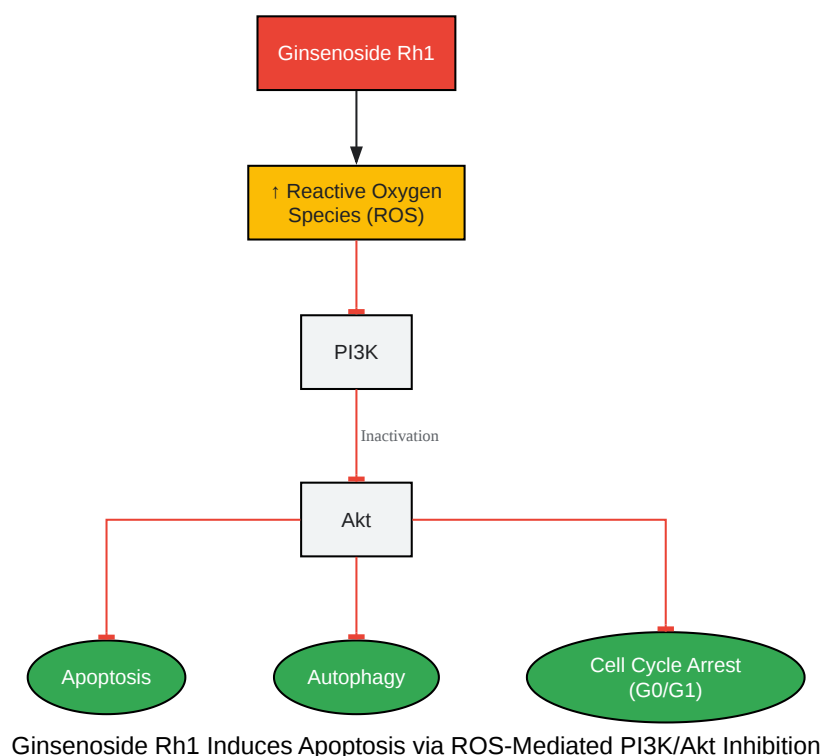 Ginsenoside Rh1
↑ Reactive Oxygen
Species (ROS)
PI3K
Inactivation
Akt
Apoptosis
Autophagy
Cell Cycle Arrest
(G0/G1)
Ginsenoside Rh1 Induces Apoptosis via ROS-Mediated PI3K/Akt Inhibition